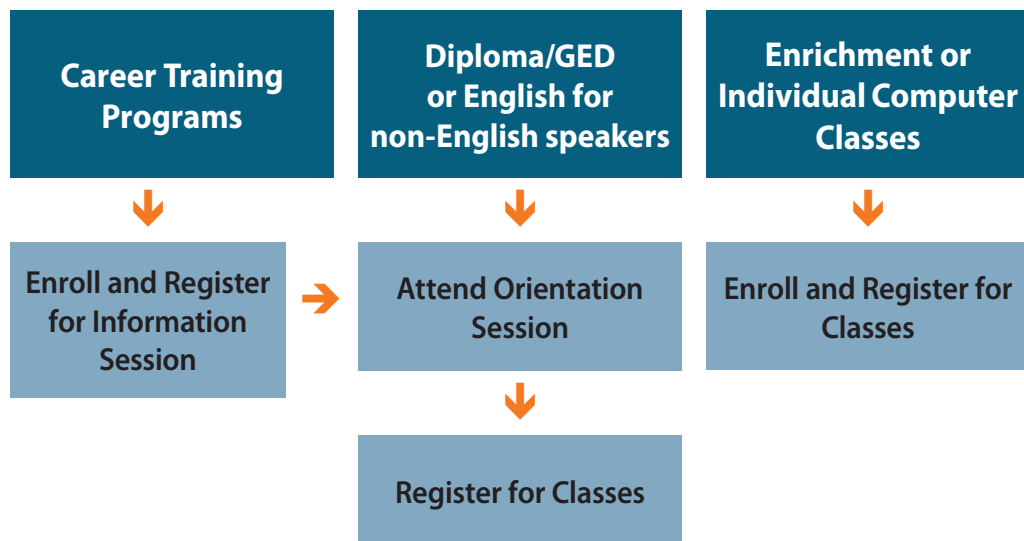 Career Training
Programs
Diploma/GED
or English for
non-English speakers
Enrichment or
Individual Computer
Classes
Enroll and Register
for Information
Session
Attend Orientation
Session
Enroll and Register for
Classes
Register for Classes